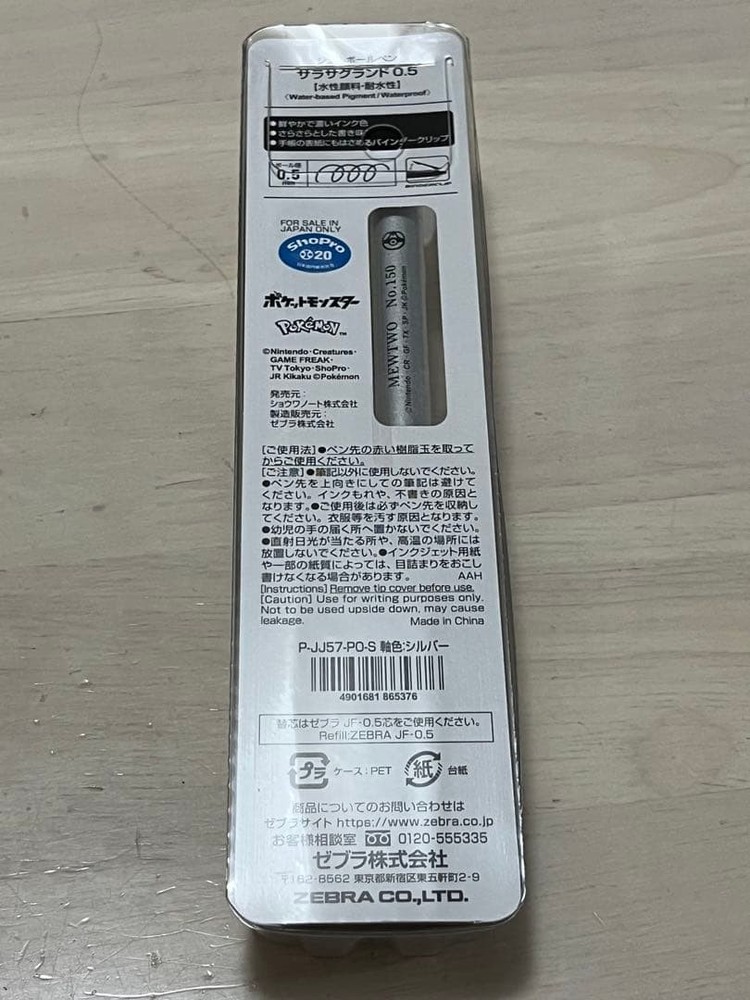 ジェルボールペン
サラサグランド0.5
【水性顔料・耐水性】
〈Water-based Pigment/Waterproof〉
●鮮やかで濃いインク色
●さらさらとした書き味
●手帳の表紙にもはさめるバインダークリップ
ボール径
0.5
mm
BINDER CLIP
FOR SALE IN
JAPAN ONLY
ShoPro
20
ポケットモンスター
POKÉMON™
©Nintendo・Creatures・
GAME FREAK・
TV Tokyo・ShoPro・
JR Kikaku ©Pokémon
発売元：
ショウワノート株式会社
製造販売元：
ゼブラ株式会社
MEWTWO No.150
©Nintendo・CR・GF・TX・SP・JK ©Pokémon
[ご使用法]●ペン先の赤い樹脂玉を取って
からご使用ください。
[ご注意]●筆記以外に使用しないでください。
●ペン先を上向きにしての筆記は避けて
ください。インクもれや、不書きの原因と
なります。●ご使用後は必ずペン先を収納し
てください。衣服等を汚す原因となります。
●幼児の手の届く所へ置かないでください。
●直射日光が当たる所や、高温の場所には
放置しないでください。●インクジェット用紙
や一部の紙質によっては、目詰まりをおこし
書けなくなる場合があります。 AAH
[Instructions] Remove tip cover before use.
[Caution] Use for writing purposes only.
Not to be used upside down, may cause
leakage. Made in China
P-JJ57-PO-S 軸色:シルバー
4901681 865376
替芯はゼブラ JF-0.5芯をご使用ください。
Refill:ZEBRA JF-0.5
プラ ケース:PET 紙 台紙
商品についてのお問い合わせは
ゼブラサイト https://www.zebra.co.jp
お客様相談室 0120-555335
ゼブラ株式会社
〒162-8562 東京都新宿区東五軒町2-9
ZEBRA CO.,LTD.